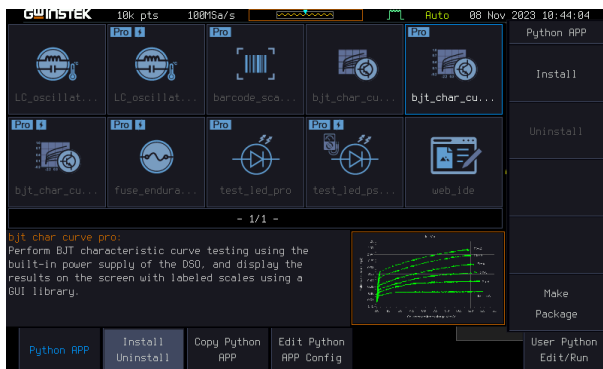 GWINSTEK 10k pts 100MSa/s Auto 08 Nov 2023 10:44:04
Python APP
Pro Pro Pro Pro
LC_oscillat... LC_oscillat... barcode_sca... bjt_char_cu... bjt_char_cu...
Install
Uninstall
Pro Pro Pro Pro
bjt_char_cu... fuse_endura... test_led_pro test_led_ps... web_ide
- 1/1 -
bjt char curve pro:
Perform BJT characteristic curve testing using the
built-in power supply of the DSO, and display the
results on the screen with labeled scales using a
GUI library.
Make
Package
Python APP
Install
Uninstall
Copy Python
APP
Edit Python
APP Config
User Python
Edit/Run